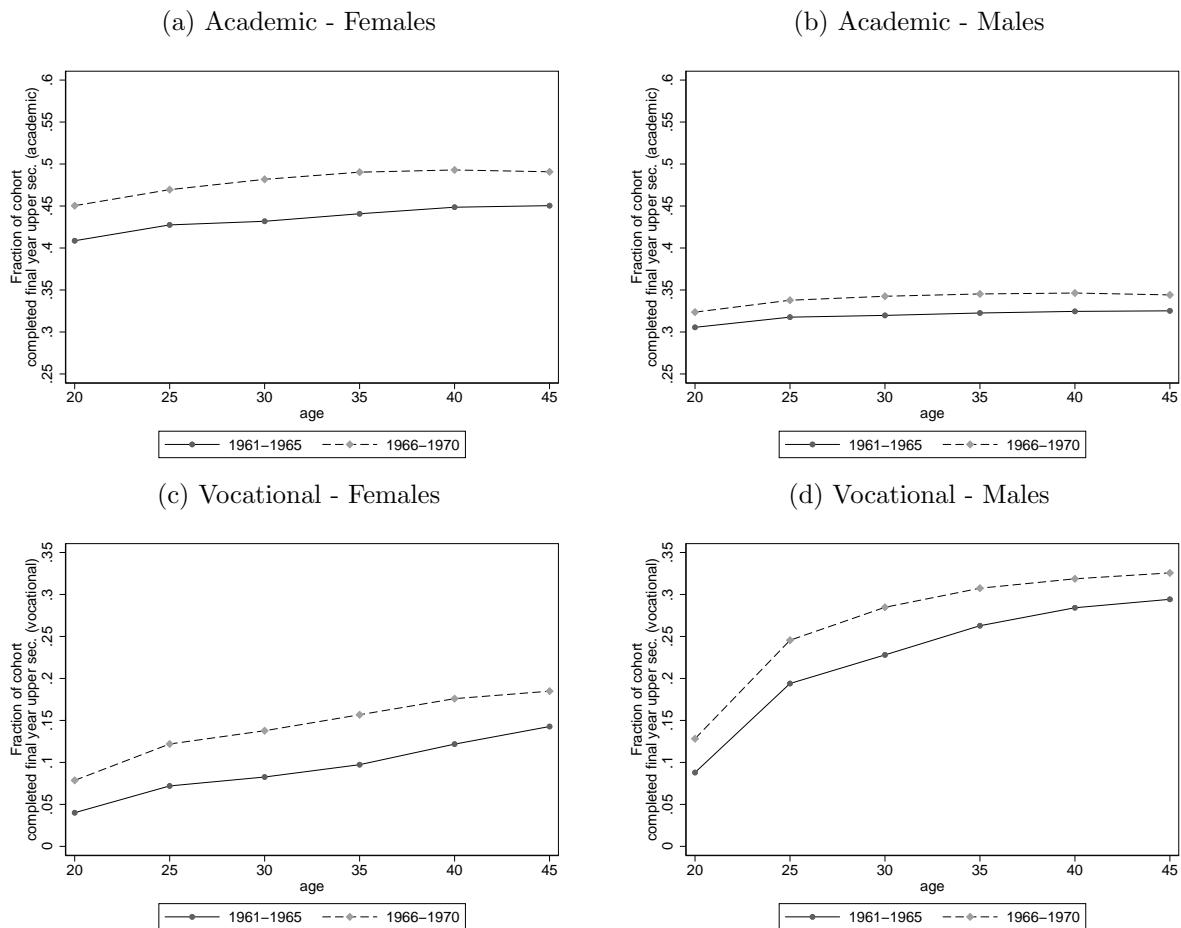 (a) Academic - Females
Fraction of cohort
completed final year upper sec. (academic)
.6
.55
.5
.45
.4
.35
.3
.25
20 25 30 35 40 45
age
1961–1965 1966–1970
(b) Academic - Males
Fraction of cohort
completed final year upper sec. (academic)
.6
.55
.5
.45
.4
.35
.3
.25
20 25 30 35 40 45
age
1961–1965 1966–1970
(c) Vocational - Females
Fraction of cohort
completed final year upper sec. (vocational)
.35
.3
.25
.2
.15
.1
.05
0
20 25 30 35 40 45
age
1961–1965 1966–1970
(d) Vocational - Males
Fraction of cohort
completed final year upper sec. (vocational)
.35
.3
.25
.2
.15
.1
.05
0
20 25 30 35 40 45
age
1961–1965 1966–1970